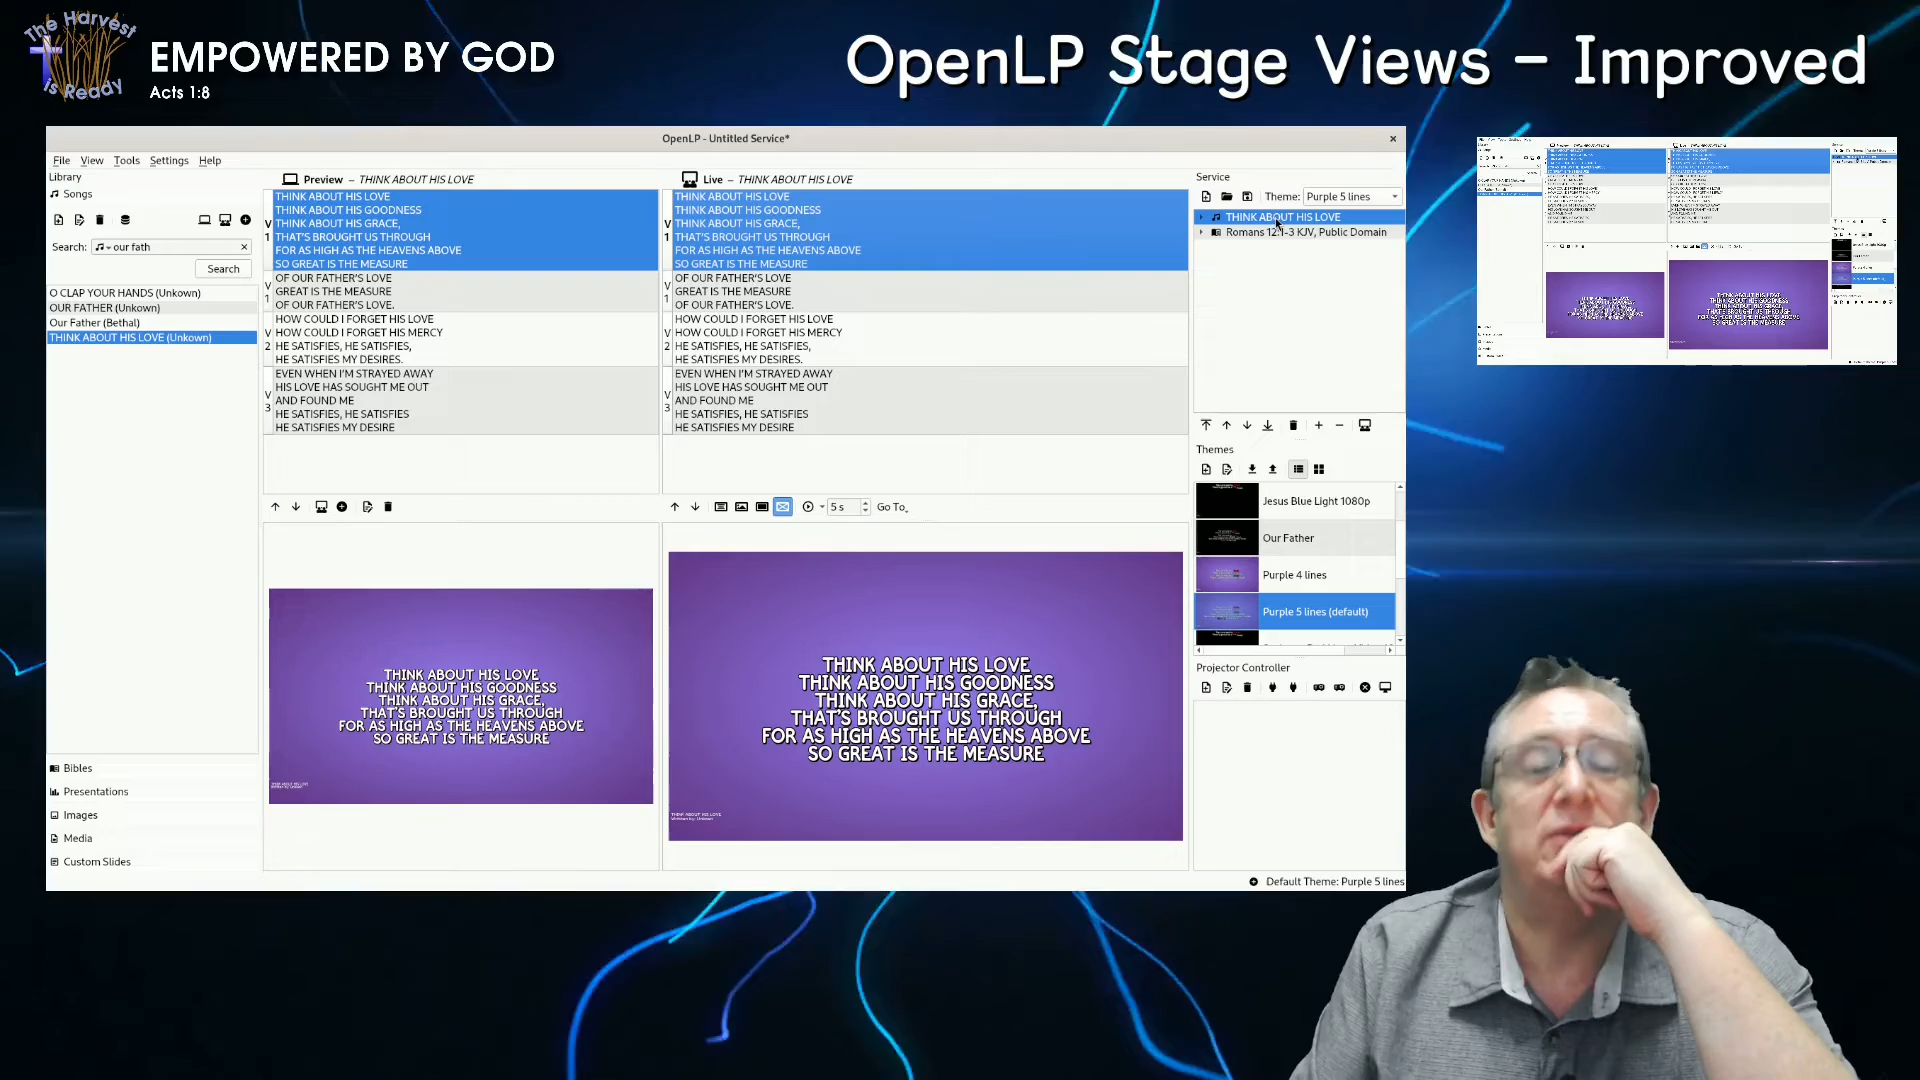 The Harvest
is Ready
EMPOWERED BY GOD
Acts 1:8
OpenLP Stage Views - Improved
OpenLP - Untitled Service*
File View Tools Settings Help
Library
Songs
Search: our fath
Search
O CLAP YOUR HANDS (Unkown)
OUR FATHER (Unkown)
Our Father (Bethal)
THINK ABOUT HIS LOVE (Unkown)
Bibles
Presentations
Images
Media
Custom Slides
Preview – THINK ABOUT HIS LOVE
V
1
THINK ABOUT HIS LOVE
THINK ABOUT HIS GOODNESS
THINK ABOUT HIS GRACE,
THAT'S BROUGHT US THROUGH
FOR AS HIGH AS THE HEAVENS ABOVE
SO GREAT IS THE MEASURE
V
1
OF OUR FATHER'S LOVE
GREAT IS THE MEASURE
OF OUR FATHER'S LOVE.
V
2
HOW COULD I FORGET HIS LOVE
HOW COULD I FORGET HIS MERCY
HE SATISFIES, HE SATISFIES,
HE SATISFIES MY DESIRES.
V
3
EVEN WHEN I'M STRAYED AWAY
HIS LOVE HAS SOUGHT ME OUT
AND FOUND ME
HE SATISFIES, HE SATISFIES
HE SATISFIES MY DESIRE
THINK ABOUT HIS LOVE
THINK ABOUT HIS GOODNESS
THINK ABOUT HIS GRACE,
THAT'S BROUGHT US THROUGH
FOR AS HIGH AS THE HEAVENS ABOVE
SO GREAT IS THE MEASURE
Live – THINK ABOUT HIS LOVE
V
1
THINK ABOUT HIS LOVE
THINK ABOUT HIS GOODNESS
THINK ABOUT HIS GRACE,
THAT'S BROUGHT US THROUGH
FOR AS HIGH AS THE HEAVENS ABOVE
SO GREAT IS THE MEASURE
V
1
OF OUR FATHER'S LOVE
GREAT IS THE MEASURE
OF OUR FATHER'S LOVE.
V
2
HOW COULD I FORGET HIS LOVE
HOW COULD I FORGET HIS MERCY
HE SATISFIES, HE SATISFIES,
HE SATISFIES MY DESIRES.
V
3
EVEN WHEN I'M STRAYED AWAY
HIS LOVE HAS SOUGHT ME OUT
AND FOUND ME
HE SATISFIES, HE SATISFIES
HE SATISFIES MY DESIRE
5 s Go To
THINK ABOUT HIS LOVE
THINK ABOUT HIS GOODNESS
THINK ABOUT HIS GRACE,
THAT'S BROUGHT US THROUGH
FOR AS HIGH AS THE HEAVENS ABOVE
SO GREAT IS THE MEASURE
THINK ABOUT HIS LOVE
Written by: Unkown
Service
Theme: Purple 5 lines
THINK ABOUT HIS LOVE
Romans 12:1-3 KJV, Public Domain
Themes
Jesus Blue Light 1080p
Our Father
Purple 4 lines
Purple 5 lines (default)
Projector Controller
Default Theme: Purple 5 lines